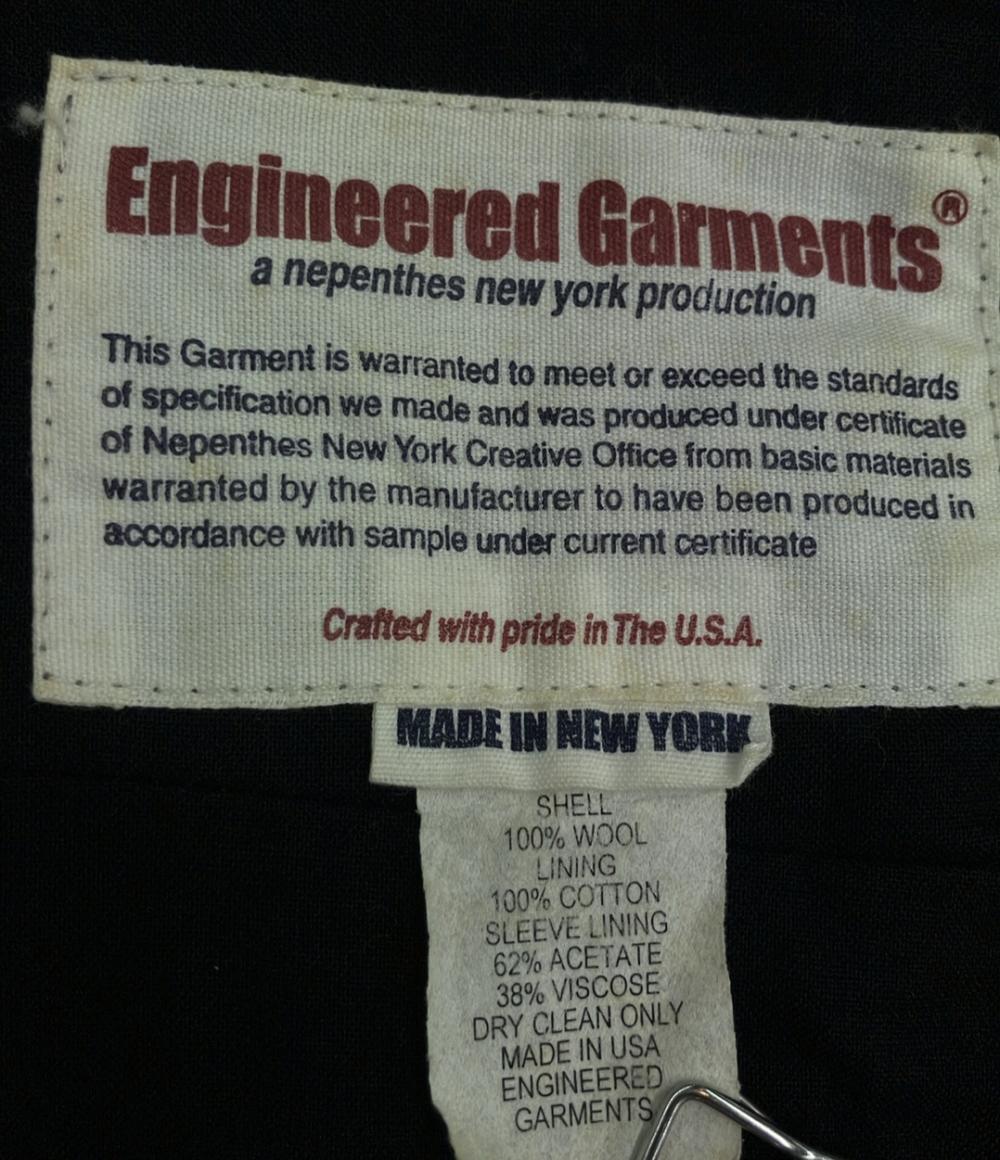 Engineered Garments®
a nepenthes new york production
This Garment is warranted to meet or exceed the standards
of specification we made and was produced under certificate
of Nepenthes New York Creative Office from basic materials
warranted by the manufacturer to have been produced in
accordance with sample under current certificate
Crafted with pride in The U.S.A.
MADE IN NEW YORK
SHELL
100% WOOL
LINING
100% COTTON
SLEEVE LINING
62% ACETATE
38% VISCOSE
DRY CLEAN ONLY
MADE IN USA
ENGINEERED
GARMENTS